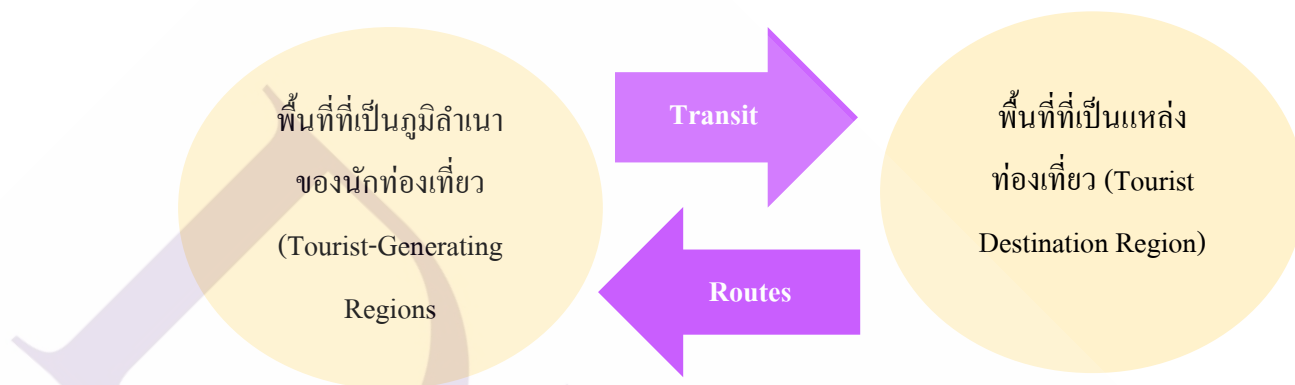 พื้นที่ที่เป็นภูมิลำเนา
ของนักท่องเที่ยว
(Tourist-Generating
Regions
Transit
Routes
พื้นที่ที่เป็นแหล่ง
ท่องเที่ยว (Tourist
Destination Region)